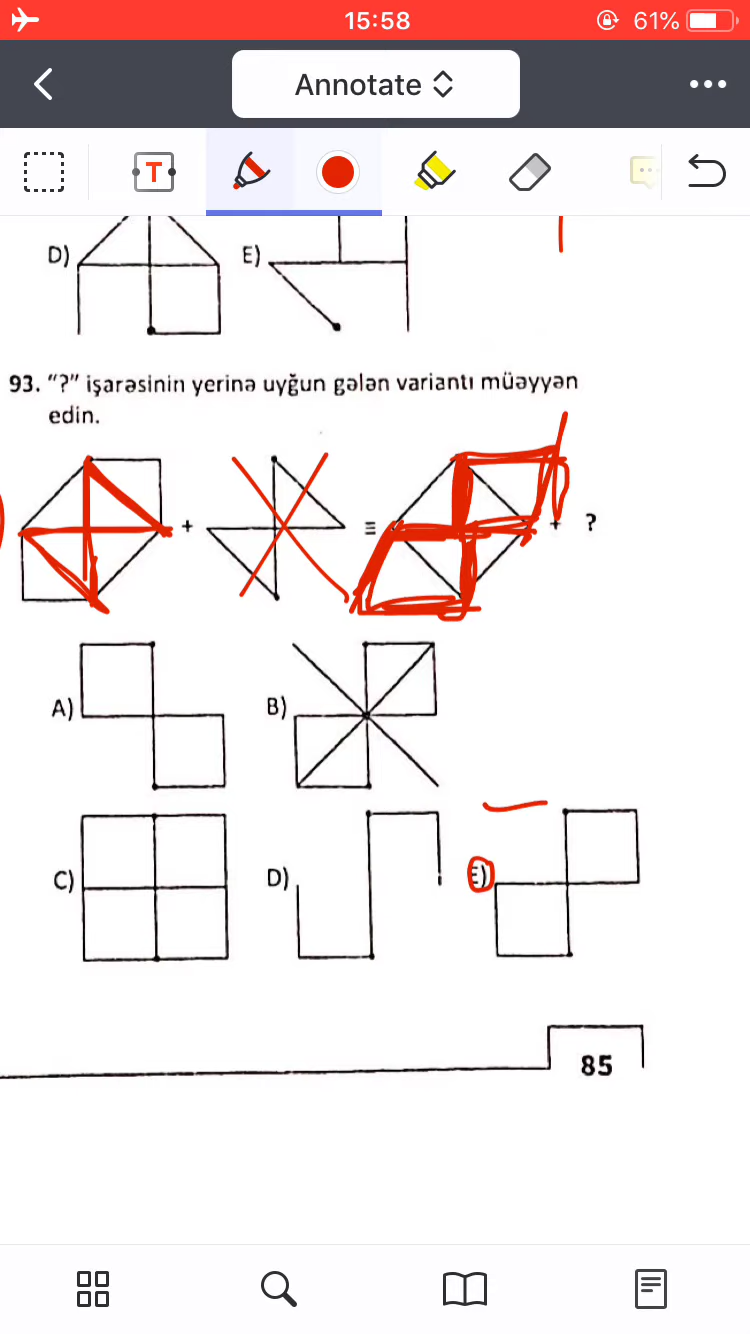 15:58
61%
Annotate
T
D)
E)
93. "?" işarəsinin yerinə uyğun gələn variantı müəyyən
edin.
+ ≡ + ?
A)
B)
C)
D)
E)
85